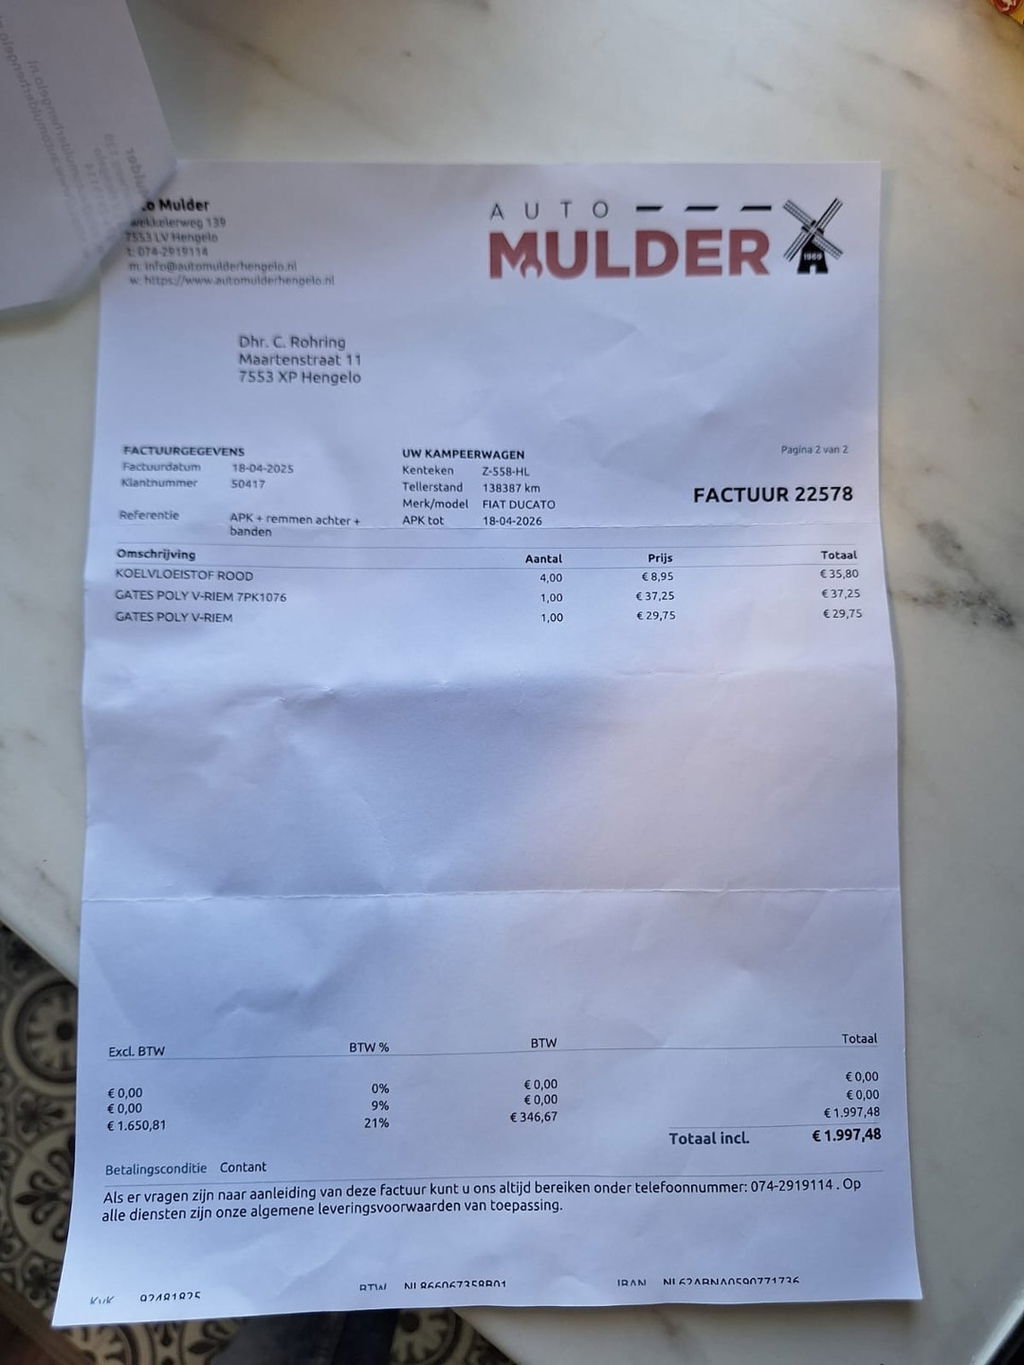 Mulder
139
7553 LV Hengelo
t: 074-2919114
m: info@automulderhengelo.nl
w: https://www.automulderhengelo.nl
AUTO
MULDER
1969
Dhr. C. Rohring
Maartenstraat 11
7553 XP Hengelo
FACTUURGEGEVENS
Factuurdatum 18-04-2025
Klantnummer 50417
Referentie APK + remmen achter +
banden
UW KAMPEERWAGEN
Kenteken Z-558-HL
Tellerstand 138387 km
Merk/model FIAT DUCATO
APK tot 18-04-2026
Pagina 2 van 2
FACTUUR 22578
Omschrijving Aantal Prijs Totaal
KOELVLOEISTOF ROOD 4,00 € 8,95 € 35,80
GATES POLY V-RIEM 7PK1076 1,00 € 37,25 € 37,25
GATES POLY V-RIEM 1,00 € 29,75 € 29,75
Excl. BTW BTW % BTW Totaal
€ 0,00 0% € 0,00 € 0,00
€ 0,00 9% € 0,00 € 0,00
€ 1.650,81 21% € 346,67 € 1.997,48
Totaal incl. € 1.997,48
Betalingsconditie Contant
Als er vragen zijn naar aanleiding van deze factuur kunt u ons altijd bereiken onder telefoonnummer: 074-2919114 . Op
alle diensten zijn onze algemene leveringsvoorwaarden van toepassing.
KvK BTW IBAN